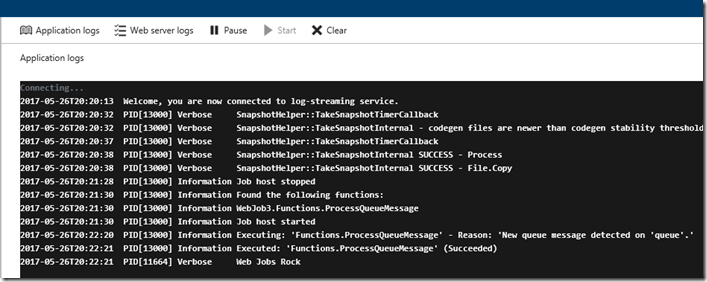 Application logs Web server logs Pause Start Clear
Application logs
Connecting...
2017-05-26T20:20:13 Welcome, you are now connected to log-streaming service.
2017-05-26T20:20:32 PID[13000] Verbose SnapshotHelper::TakeSnapshotTimerCallback
2017-05-26T20:20:32 PID[13000] Verbose SnapshotHelper::TakeSnapshotInternal - codegen files are newer than codegen stability threshold
2017-05-26T20:20:37 PID[13000] Verbose SnapshotHelper::TakeSnapshotTimerCallback
2017-05-26T20:20:38 PID[13000] Verbose SnapshotHelper::TakeSnapshotInternal SUCCESS - Process
2017-05-26T20:20:38 PID[13000] Verbose SnapshotHelper::TakeSnapshotInternal SUCCESS - File.Copy
2017-05-26T20:21:28 PID[13000] Information Job host stopped
2017-05-26T20:21:30 PID[13000] Information Found the following functions:
2017-05-26T20:21:30 PID[13000] Information WebJob3.Functions.ProcessQueueMessage
2017-05-26T20:21:30 PID[13000] Information Job host started
2017-05-26T20:22:20 PID[13000] Information Executing: 'Functions.ProcessQueueMessage' - Reason: 'New queue message detected on 'queue'.'
2017-05-26T20:22:21 PID[13000] Information Executed: 'Functions.ProcessQueueMessage' (Succeeded)
2017-05-26T20:22:21 PID[11664] Verbose Web Jobs Rock